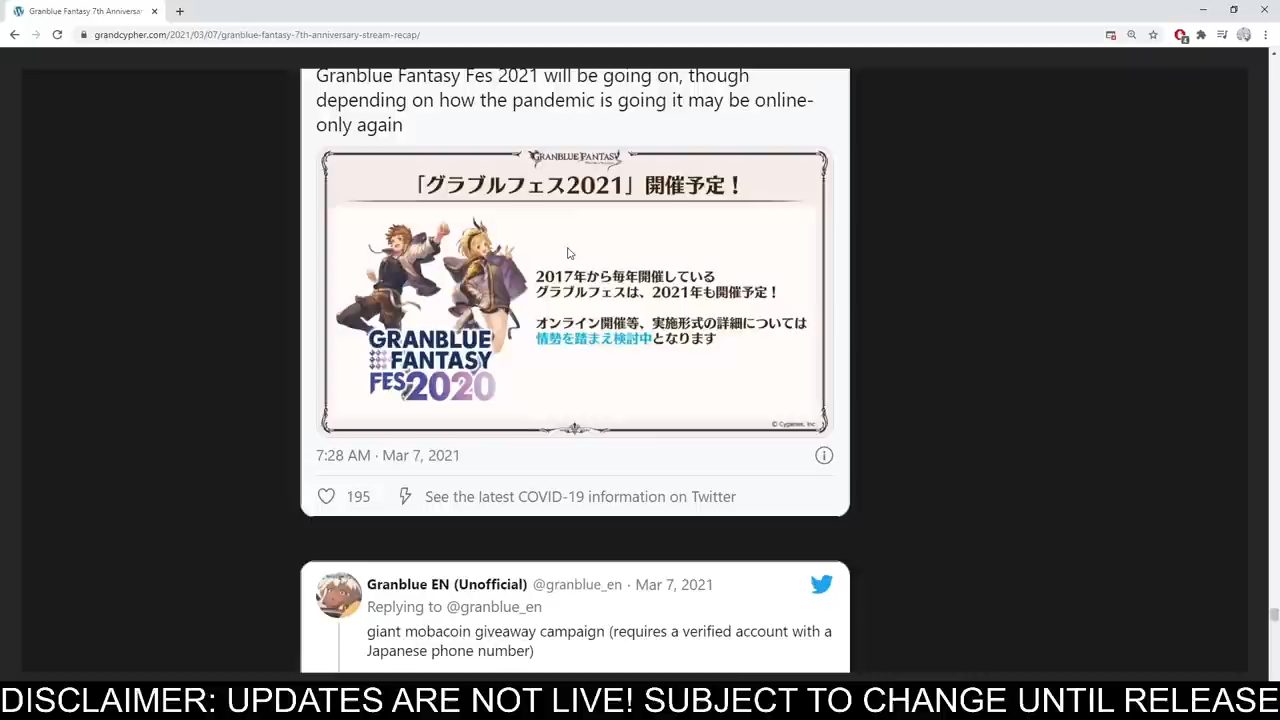 Granblue Fantasy 7th Anniversa
grandcypher.com/2021/03/07/granblue-fantasy-7th-anniversary-stream-recap/
Granblue Fantasy Fes 2021 will be going on, though
depending on how the pandemic is going it may be online-
only again
GRANBLUE FANTASY
「グラブルフェス2021」開催予定！
2017年から毎年開催している
グラブルフェスは、2021年も開催予定！
オンライン開催等、実施形式の詳細については
情勢を踏まえ検討中となります
GRANBLUE
FANTASY
FES2020
© Cygames, Inc
7:28 AM · Mar 7, 2021
195
See the latest COVID-19 information on Twitter
Granblue EN (Unofficial) @granblue_en · Mar 7, 2021
Replying to @granblue_en
giant mobacoin giveaway campaign (requires a verified account with a
Japanese phone number)
DISCLAIMER: UPDATES ARE NOT LIVE! SUBJECT TO CHANGE UNTIL RELEASE